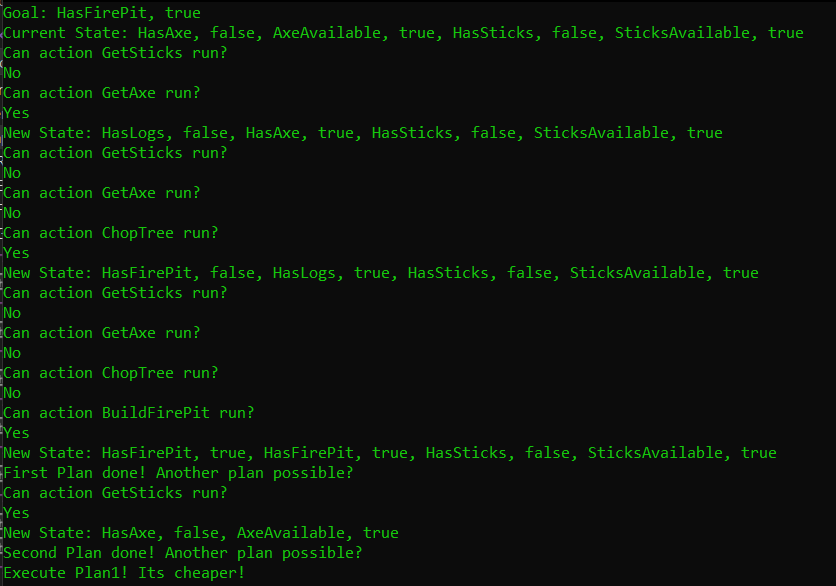 Goal: HasFirePit, true
Current State: HasAxe, false, AxeAvailable, true, HasSticks, false, SticksAvailable, true
Can action GetSticks run?
No
Can action GetAxe run?
Yes
New State: HasLogs, false, HasAxe, true, HasSticks, false, SticksAvailable, true
Can action GetSticks run?
No
Can action GetAxe run?
No
Can action ChopTree run?
Yes
New State: HasFirePit, false, HasLogs, true, HasSticks, false, SticksAvailable, true
Can action GetSticks run?
No
Can action GetAxe run?
No
Can action ChopTree run?
No
Can action BuildFirePit run?
Yes
New State: HasFirePit, true, HasFirePit, true, HasSticks, false, SticksAvailable, true
First Plan done! Another plan possible?
Can action GetSticks run?
Yes
New State: HasAxe, false, AxeAvailable, true
Second Plan done! Another plan possible?
Execute Plan1! Its cheaper!